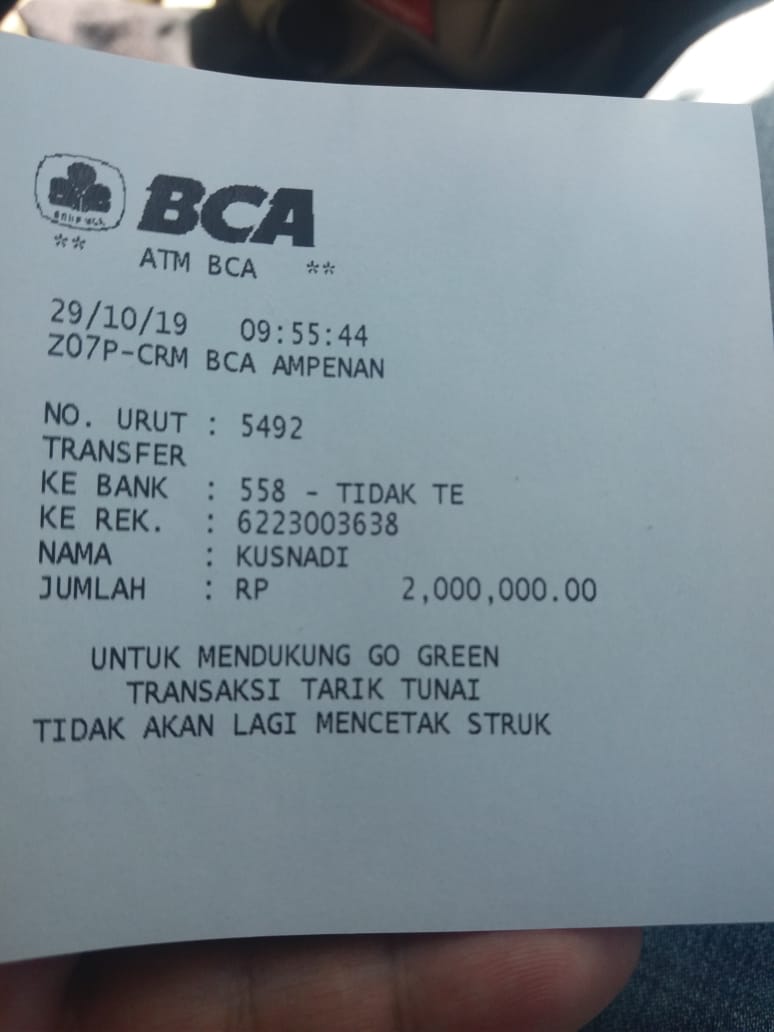 BCA
** ATM BCA **
29/10/19 09:55:44
Z07P-CRM BCA AMPENAN
NO. URUT : 5492
TRANSFER
KE BANK : 558 - TIDAK TE
KE REK. : 6223003638
NAMA : KUSNADI
JUMLAH : RP 2,000,000.00
UNTUK MENDUKUNG GO GREEN
TRANSAKSI TARIK TUNAI
TIDAK AKAN LAGI MENCETAK STRUK